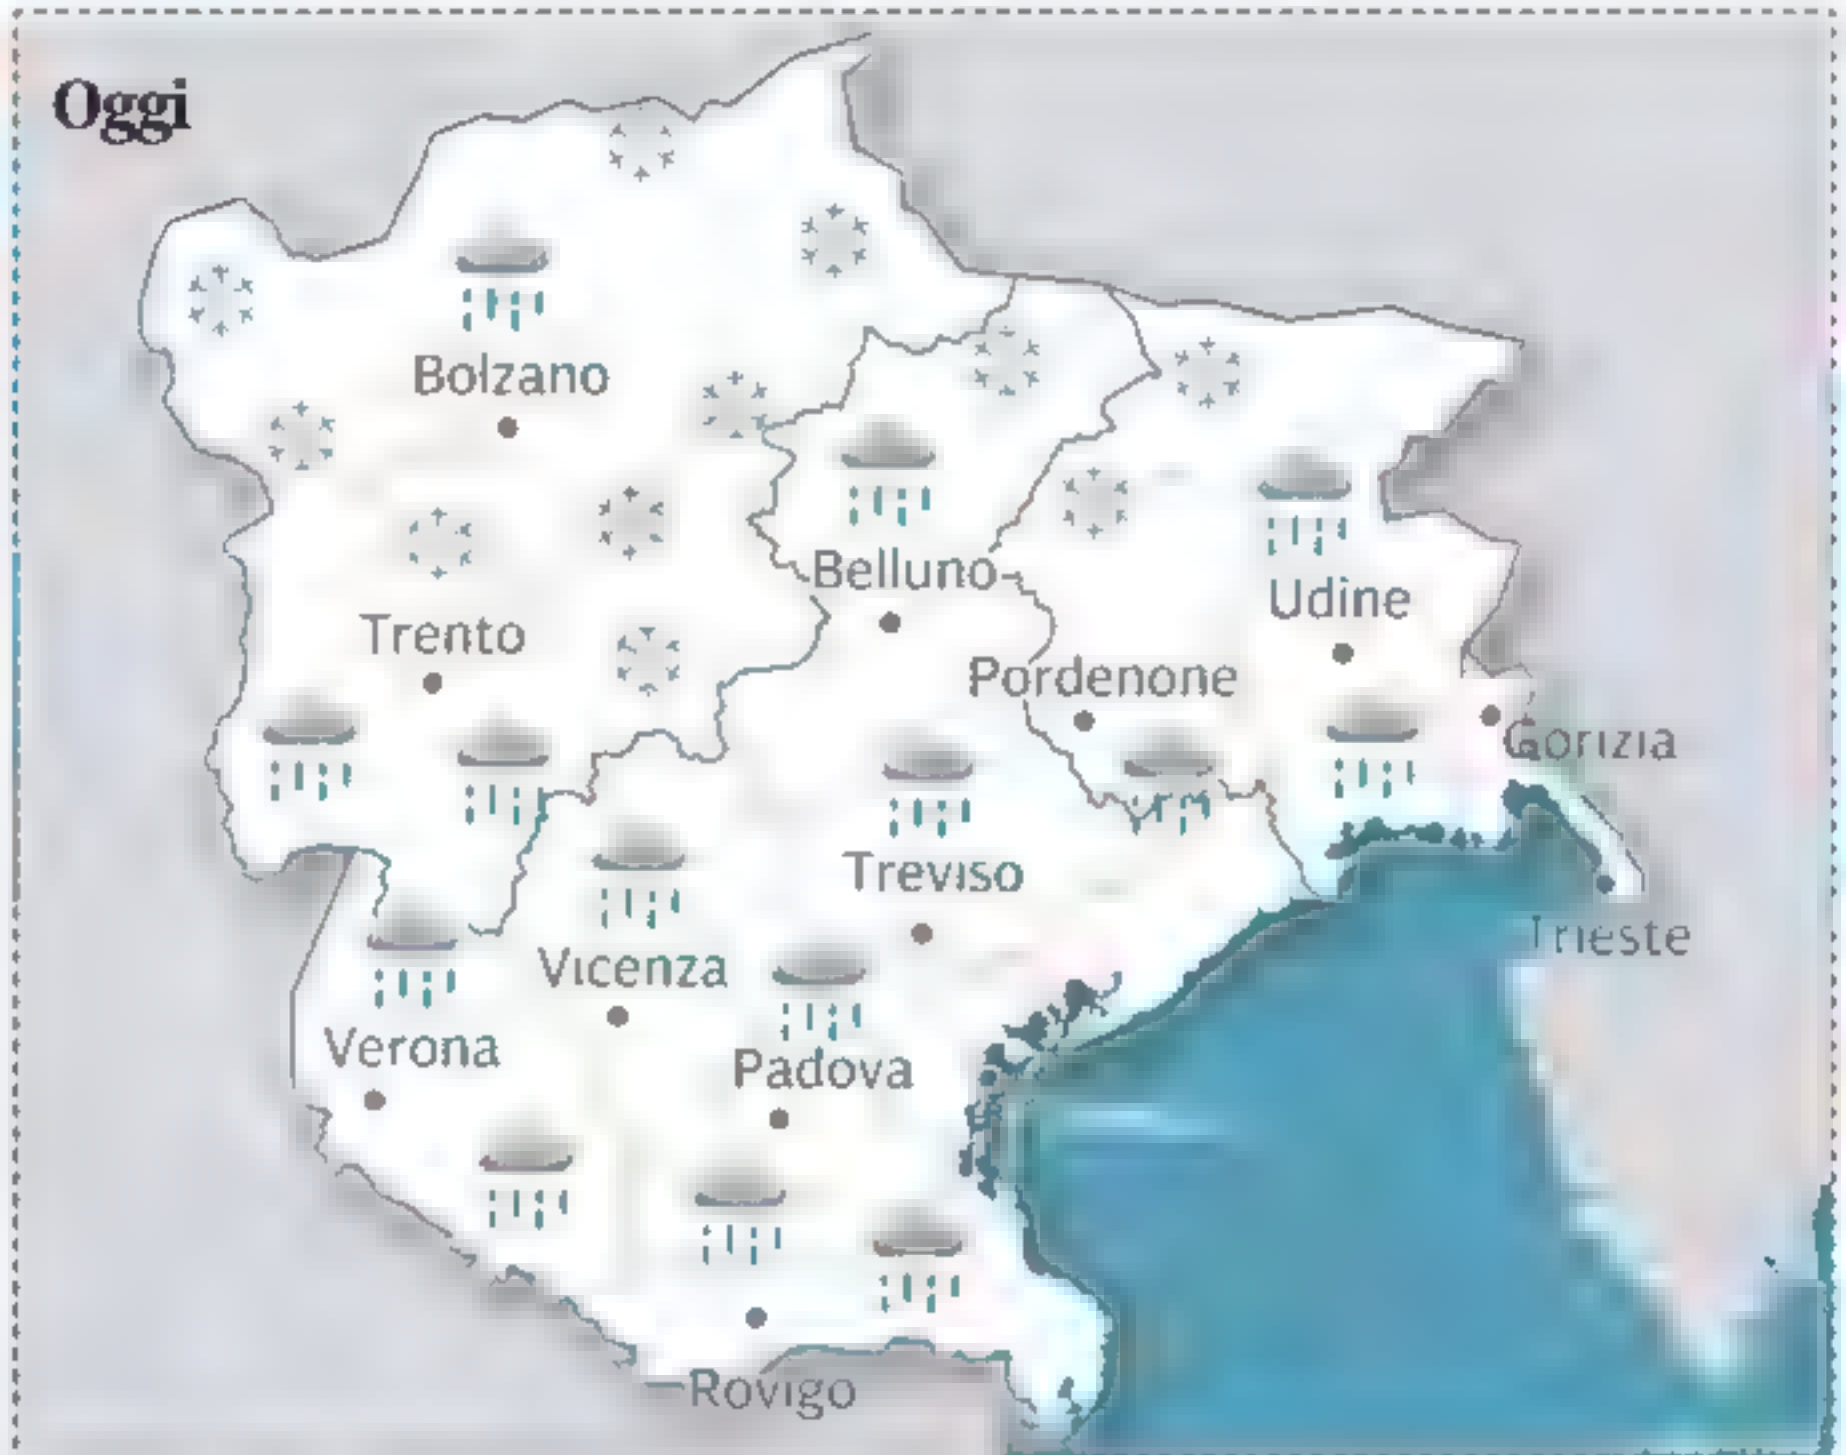 Oggi
Bolzano
Belluno
Udine
Trento
Pordenone
Gorizia
Treviso
Trieste
Vicenza
Verona
Padova
Rovigo